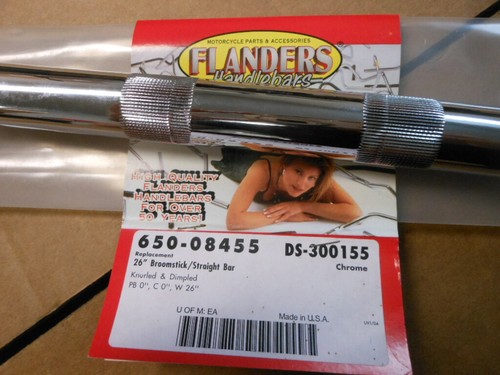 MOTORCYCLE PARTS & ACCESSORIES
FLANDERS®
Handlebars
HIGH QUALITY
FLANDERS
HANDLEBARS
FOR OVER
50 YEARS!
650-08455 DS-300155
Replacement
26" Broomstick/Straight Bar Chrome
Knurled & Dimpled
PB 0", C 0", W 26"
U OF M: EA Made in U.S.A.